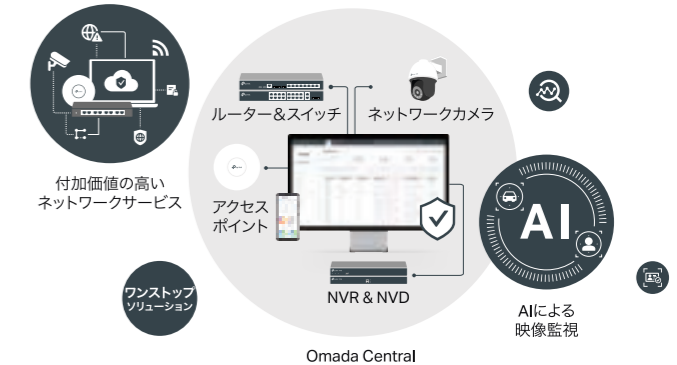 ルーター&スイッチ
ネットワークカメラ
付加価値の高い
ネットワークサービス
アクセス
ポイント
AI
ワンストップ
ソリューション
NVR & NVD
AIによる
映像監視
Omada Central